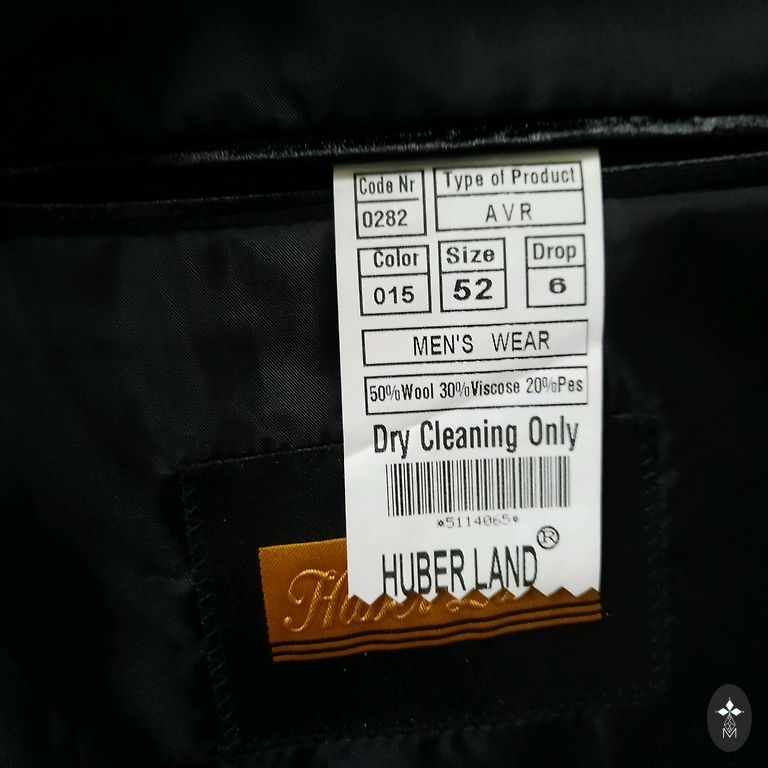 Code Nr
0282
Type of Product
AVR
Color
015
Size
52
Drop
6
MEN'S WEAR
50%Wool 30%Viscose 20%Pes
Dry Cleaning Only
*5114065*
HUBER LAND®
M